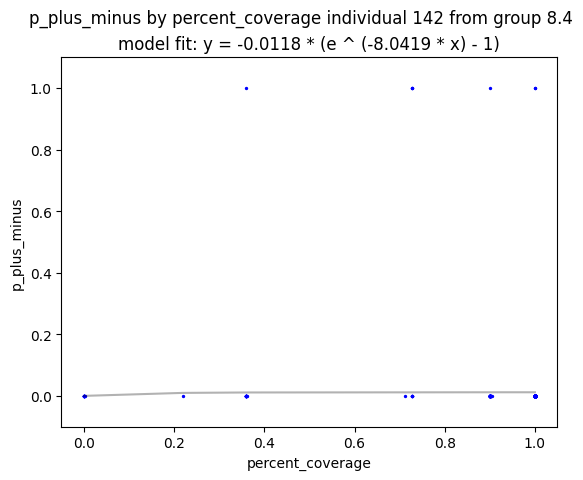 p_plus_minus by percent_coverage individual 142 from group 8.4
model fit: y = -0.0118 * (e ^ (-8.0419 * x) - 1)
1.0
0.8
0.6
0.4
0.2
0.0
p_plus_minus
0.0 0.2 0.4 0.6 0.8 1.0
percent_coverage